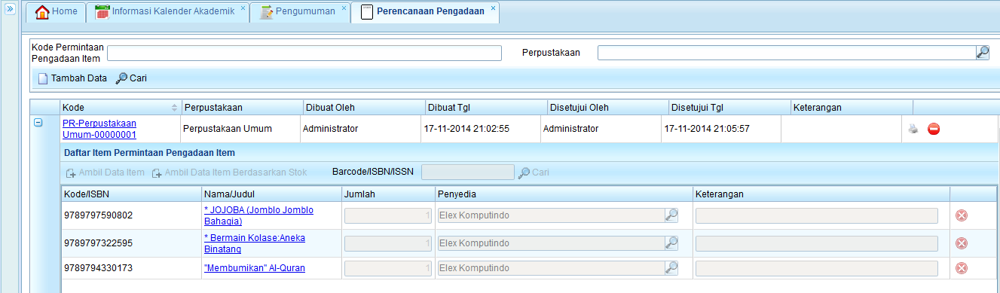 Home Informasi Kalender Akademik Pengumuman Perencanaan Pengadaan
Kode Permintaan
Pengadaan Item
Perpustakaan
Tambah Data Cari
Kode Perpustakaan Dibuat Oleh Dibuat Tgl Disetujui Oleh Disetujui Tgl Keterangan
PR-Perpustakaan
Umum-00000001
Perpustakaan Umum Administrator 17-11-2014 21:02:55 Administrator 17-11-2014 21:05:57
Daftar Item Permintaan Pengadaan Item
Ambil Data Item Ambil Data Item Berdasarkan Stok Barcode/ISBN/ISSN Cari
Kode/ISBN Nama/Judul Jumlah Penyedia Keterangan
9789797590802 * JOJOBA (Jomblo Jomblo
Bahagia)
1 Elex Komputindo
9789797322595 * Bermain Kolase:Aneka
Binatang
1 Elex Komputindo
9789794330173 "Membumikan" Al-Quran 1 Elex Komputindo